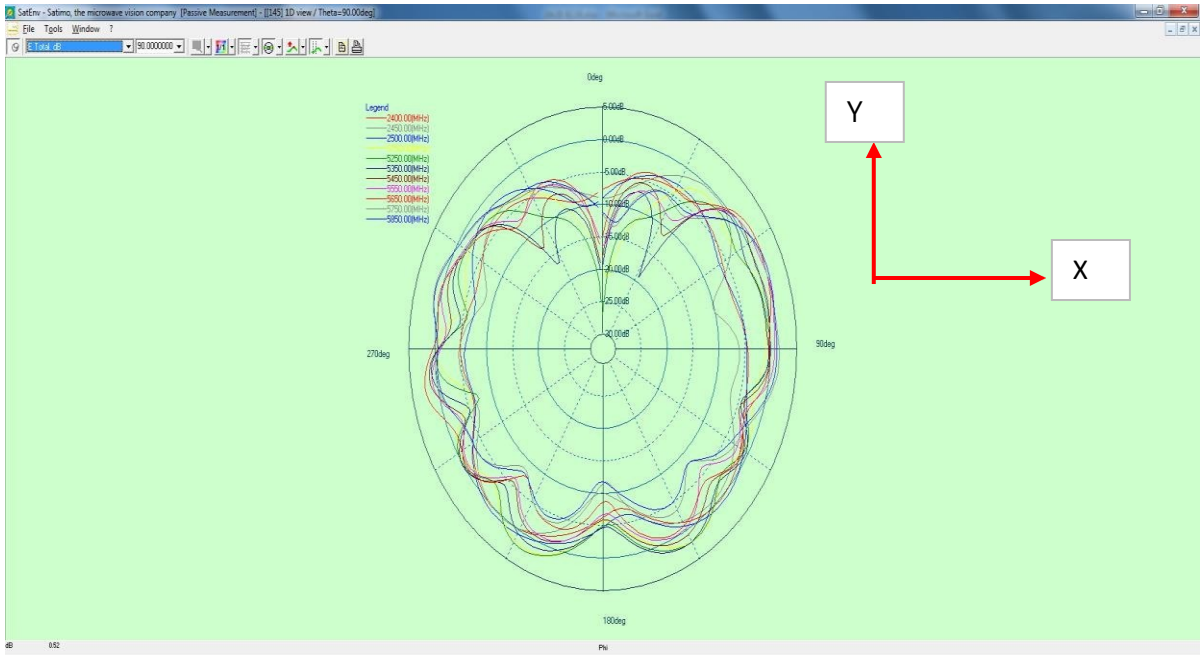 SatEnv - Satimo, the microwave vision company [Passive Measurement] - [[145] 1D view / Theta=90.00deg]
File Tools Window ?
E Total dB 90.0000000
0deg
Legend
2400.00(MHz)
2450.00(MHz)
2500.00(MHz)
5250.00(MHz)
5350.00(MHz)
5450.00(MHz)
5550.00(MHz)
5650.00(MHz)
5750.00(MHz)
5850.00(MHz)
5.00dB
0.00dB
-5.00dB
-10.00dB
-15.00dB
-20.00dB
-25.00dB
-30.00dB
Y
X
270deg
90deg
180deg
dB 0.52
Phi